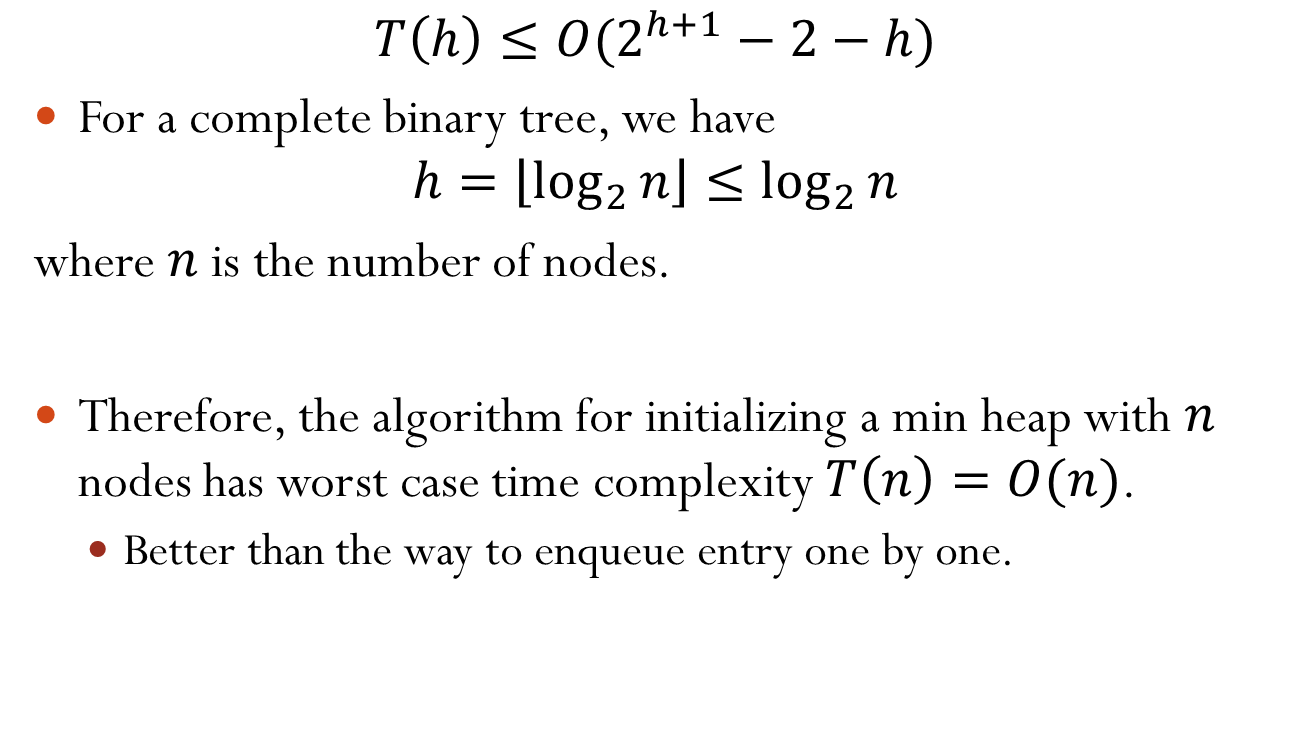 T(h) ≤ O(2^{h+1} − 2 − h)
• For a complete binary tree, we have
h = ⌊log₂ n⌋ ≤ log₂ n
where n is the number of nodes.
• Therefore, the algorithm for initializing a min heap with n
nodes has worst case time complexity T(n) = O(n).
• Better than the way to enqueue entry one by one.